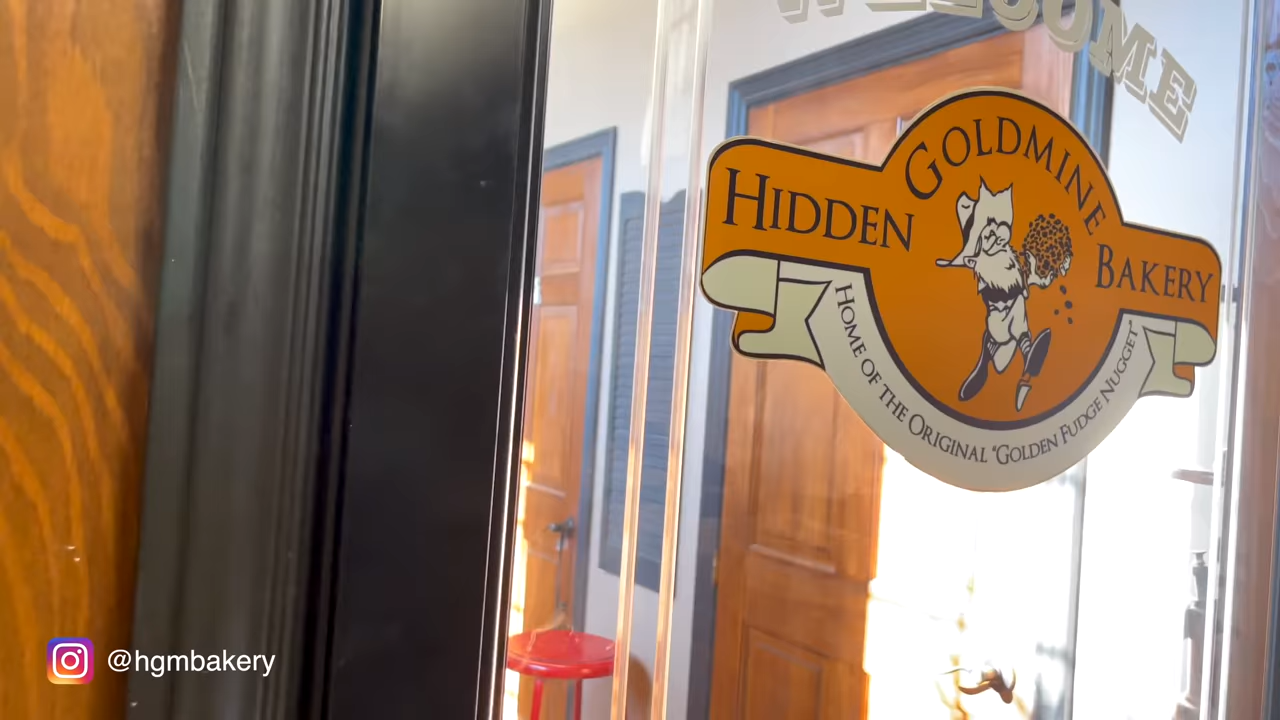 WELCOME
HIDDEN GOLDMINE BAKERY
HOME OF THE ORIGINAL "GOLDEN FUDGE NUGGET"
@hgmbakery